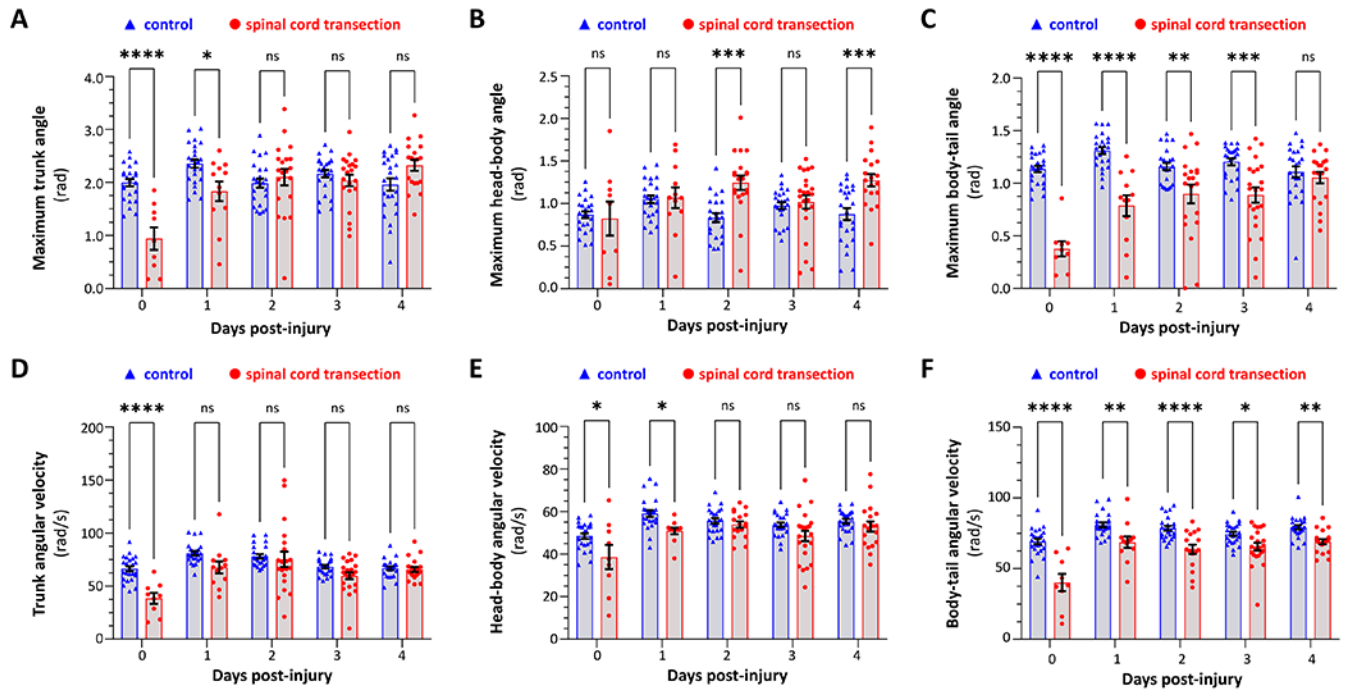 A
▲ control ● spinal cord transection
**** * ns ns ns
Maximum trunk angle
(rad)
4.0
3.0
2.0
1.0
0.0
0 1 2 3 4
Days post-injury
B
▲ control ● spinal cord transection
ns ns *** ns ***
Maximum head-body angle
(rad)
2.5
2.0
1.5
1.0
0.5
0.0
0 1 2 3 4
Days post-injury
C
▲ control ● spinal cord transection
**** **** ** *** ns
Maximum body-tail angle
(rad)
2.0
1.5
1.0
0.5
0.0
0 1 2 3 4
Days post-injury
D
▲ control ● spinal cord transection
**** ns ns ns ns
Trunk angular velocity
(rad/s)
200
150
100
50
0
0 1 2 3 4
Days post-injury
E
▲ control ● spinal cord transection
* * ns ns ns
Head-body angular velocity
(rad/s)
100
80
60
40
20
0
0 1 2 3 4
Days post-injury
F
▲ control ● spinal cord transection
**** ** **** * **
Body-tail angular velocity
(rad/s)
150
100
50
0
0 1 2 3 4
Days post-injury